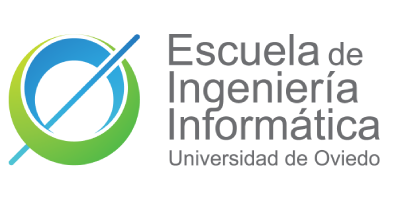 Escuela de
Ingeniería
Informática
Universidad de Oviedo